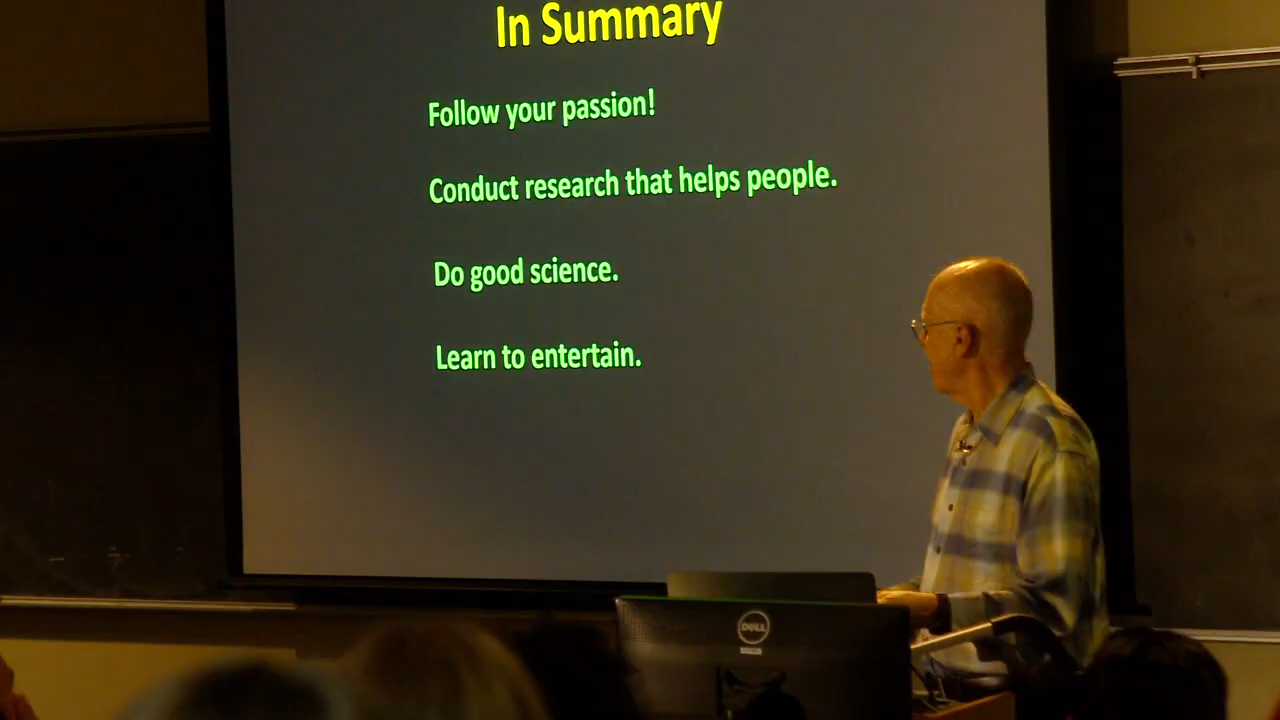 In Summary
Follow your passion!
Conduct research that helps people.
Do good science.
Learn to entertain.
DELL